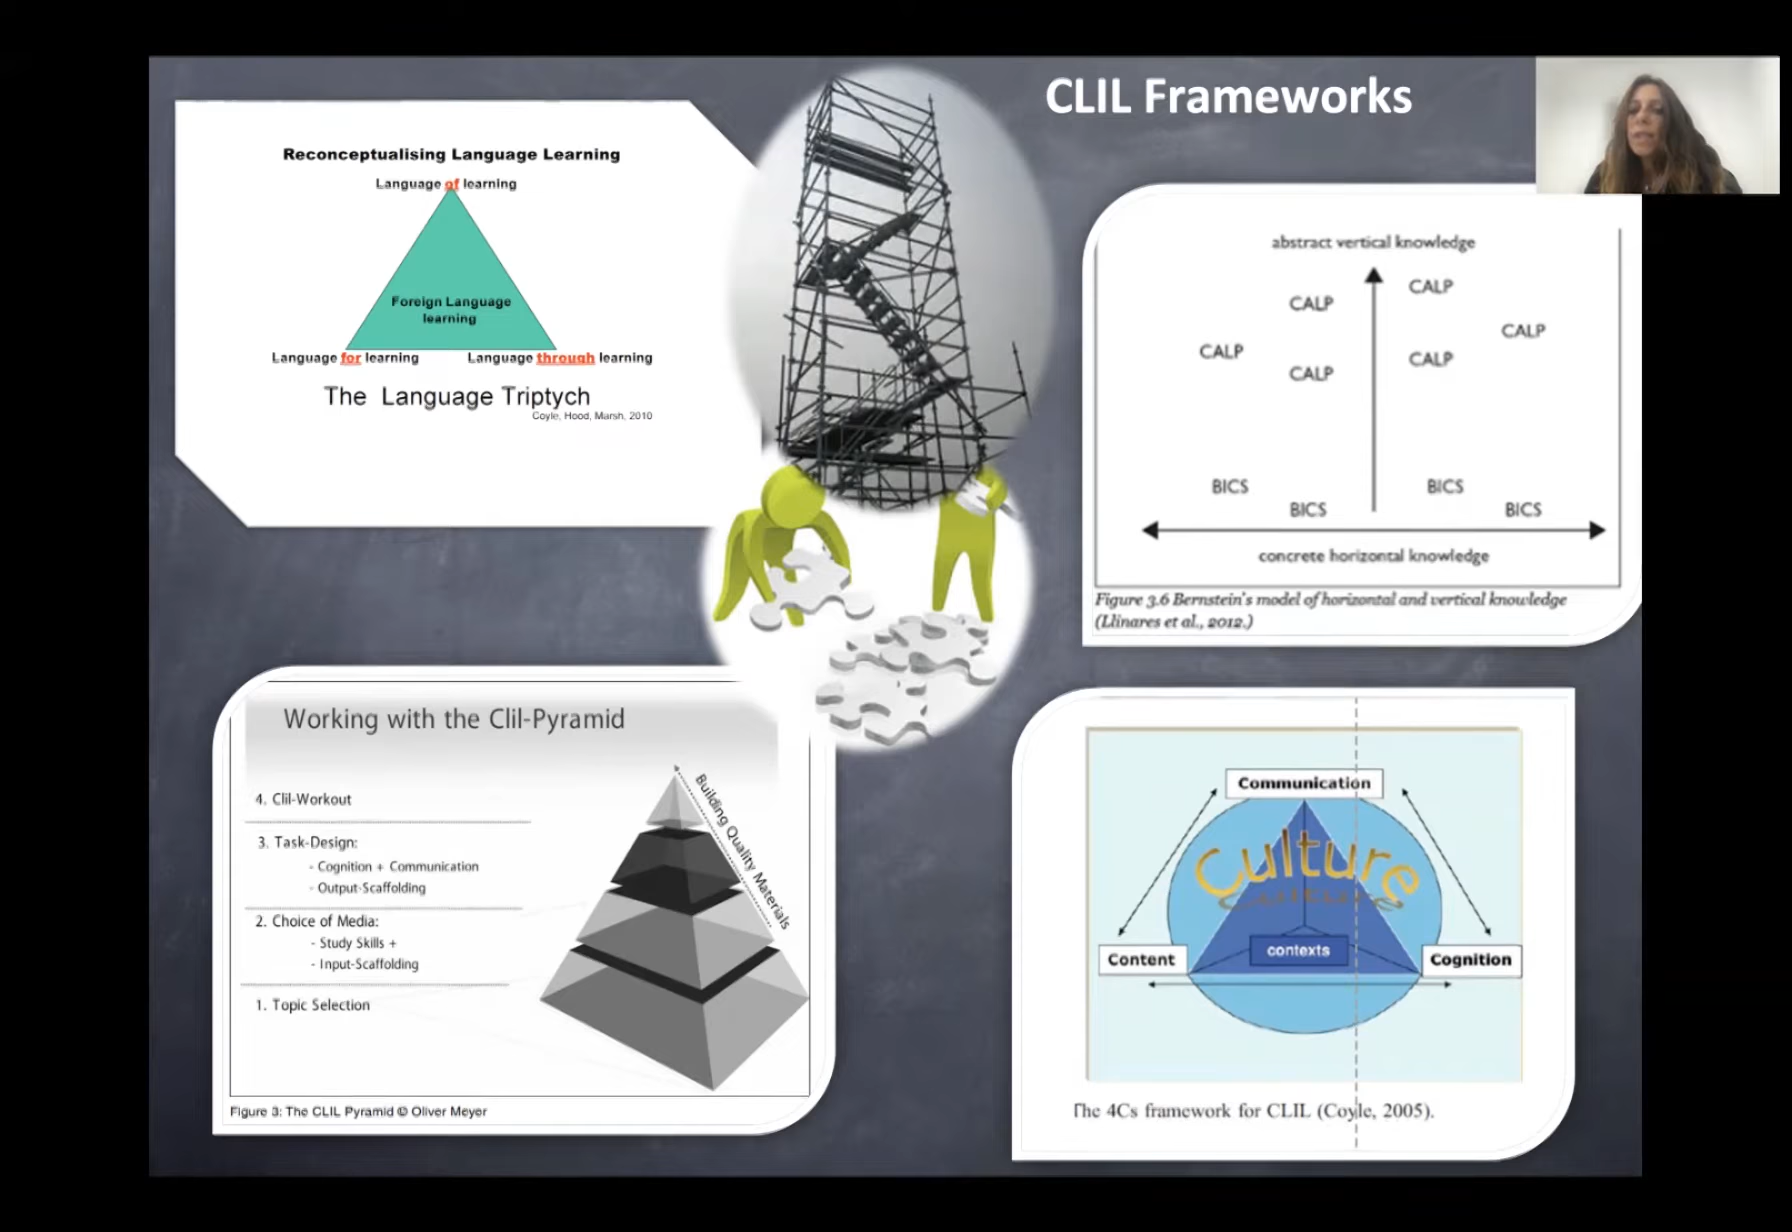 CLIL Frameworks
Reconceptualising Language Learning
Language of learning
Foreign Language
learning
Language for learning
Language through learning
The Language Triptych
Coyle, Hood, Marsh, 2010
abstract vertical knowledge
CALP
CALP
CALP
CALP
CALP
CALP
BICS
BICS
BICS
BICS
concrete horizontal knowledge
Figure 3.6 Bernstein's model of horizontal and vertical knowledge
(Llinares et al., 2012.)
Working with the Clil-Pyramid
4. Clil-Workout
3. Task-Design:
- Cognition + Communication
- Output-Scaffolding
2. Choice of Media:
- Study Skills +
- Input-Scaffolding
1. Topic Selection
Building Quality Materials
Figure 3: The CLIL Pyramid © Oliver Meyer
Communication
Culture
contexts
Content
Cognition
The 4Cs framework for CLIL (Coyle, 2005).